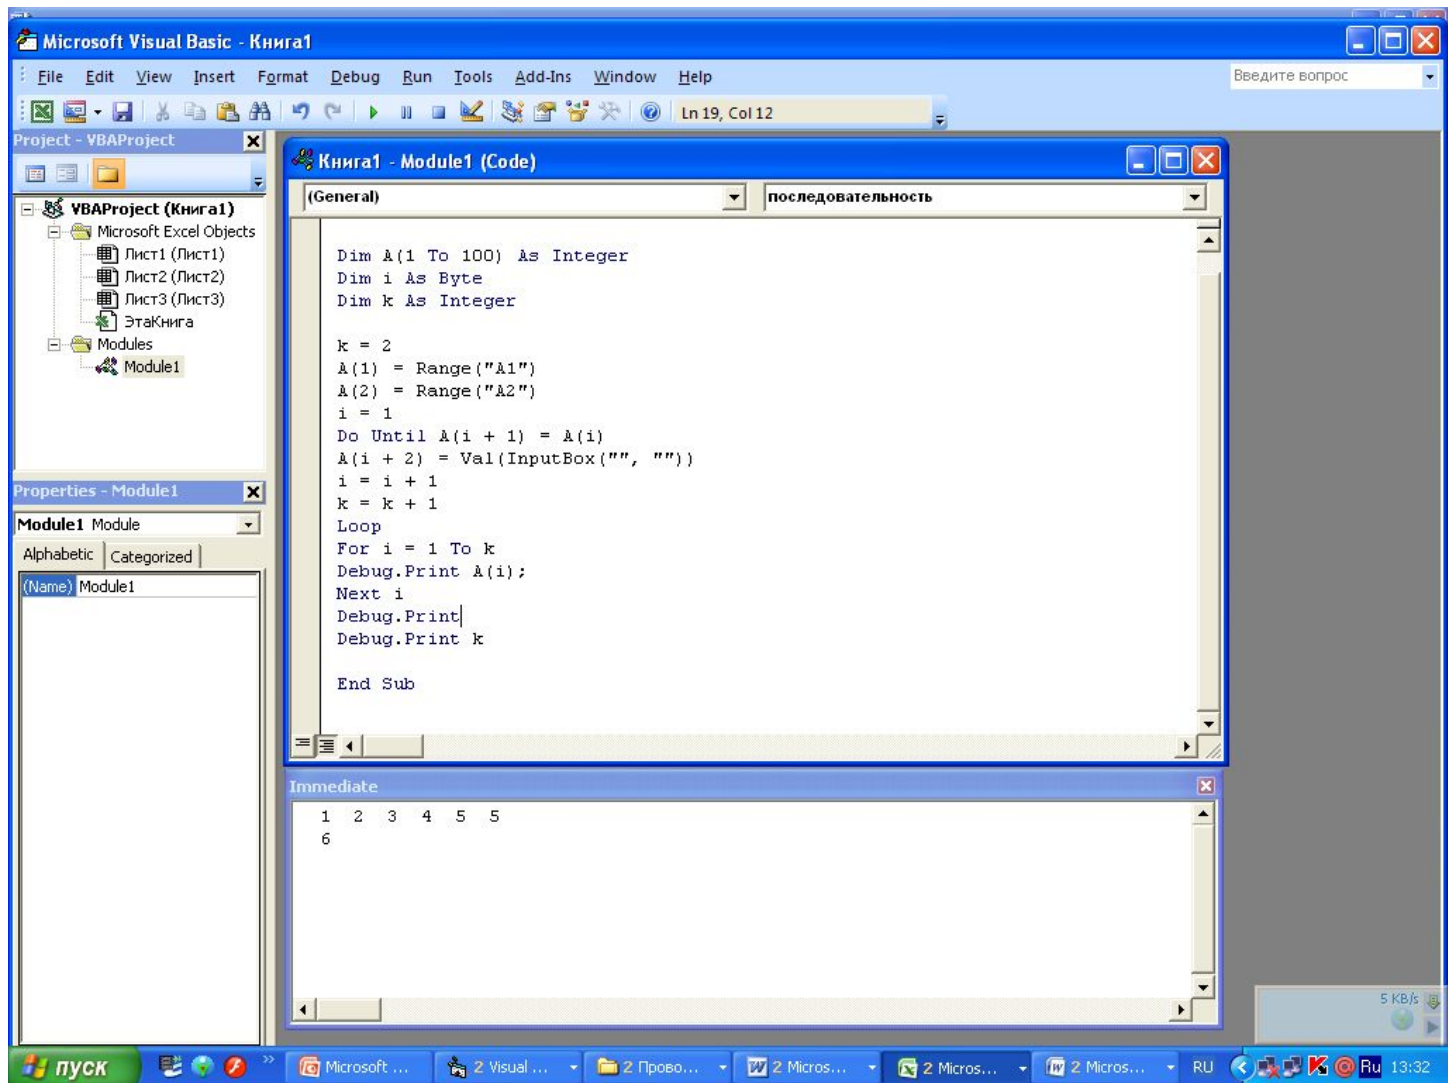 Microsoft Visual Basic - Книга1
File Edit View Insert Format Debug Run Tools Add-Ins Window Help
Введите вопрос
Ln 19, Col 12
Project - VBAProject
VBAProject (Книга1)
Microsoft Excel Objects
Лист1 (Лист1)
Лист2 (Лист2)
Лист3 (Лист3)
ЭтаКнига
Modules
Module1
Properties - Module1
Module1 Module
Alphabetic Categorized
(Name) Module1
Книга1 - Module1 (Code)
(General) последовательность
Dim A(1 To 100) As Integer
Dim i As Byte
Dim k As Integer
k = 2
A(1) = Range("A1")
A(2) = Range("A2")
i = 1
Do Until A(i + 1) = A(i)
A(i + 2) = Val(InputBox("", ""))
i = i + 1
k = k + 1
Loop
For i = 1 To k
Debug.Print A(i);
Next i
Debug.Print
Debug.Print k
End Sub
Immediate
1 2 3 4 5 5
6
5 KB/s
пуск
Microsoft ...
2 Visual ...
2 Прово...
2 Micros...
2 Micros...
2 Micros...
RU
Ru
13:32